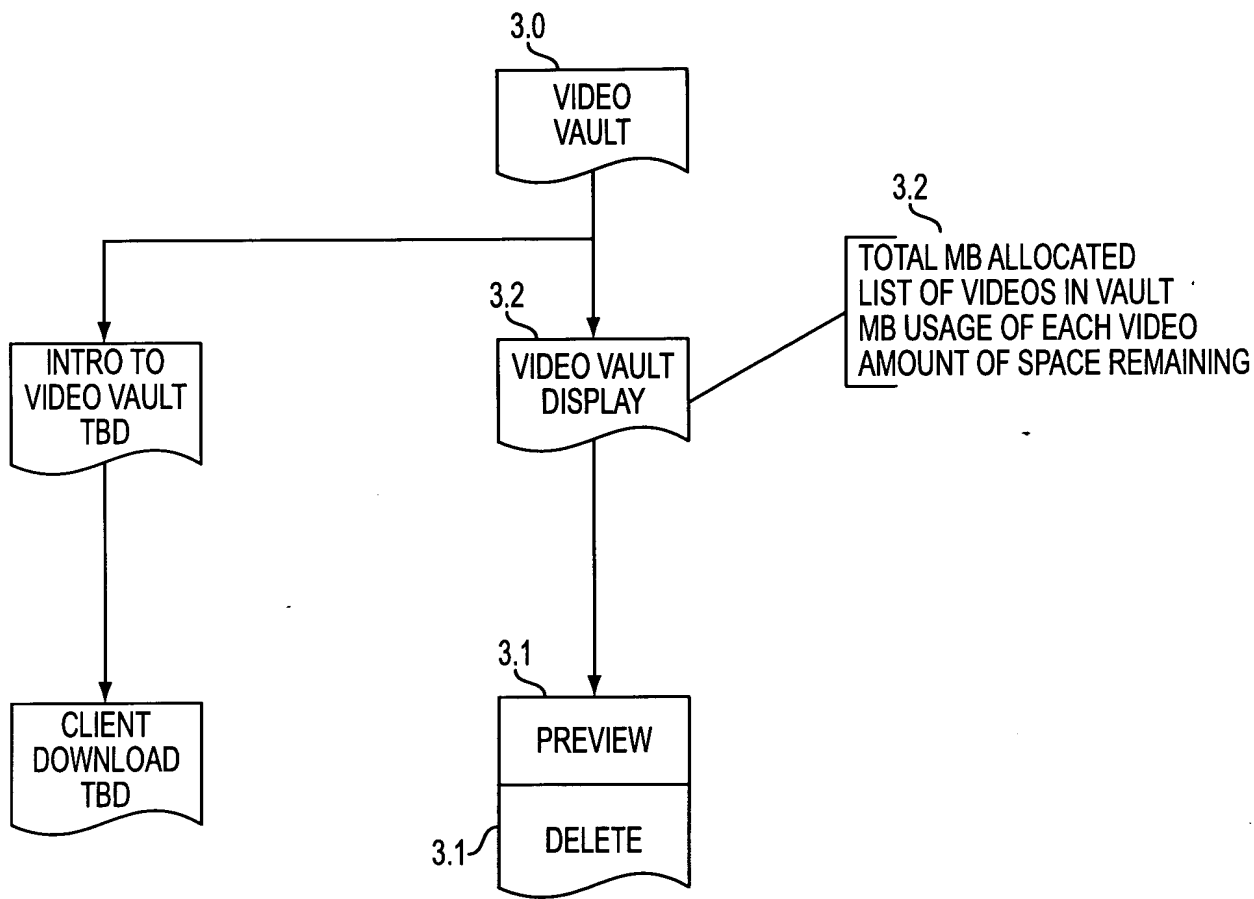 3.0
VIDEO
VAULT
3.2
TOTAL MB ALLOCATED
LIST OF VIDEOS IN VAULT
MB USAGE OF EACH VIDEO
AMOUNT OF SPACE REMAINING
INTRO TO
VIDEO VAULT
TBD
3.2
VIDEO VAULT
DISPLAY
CLIENT
DOWNLOAD
TBD
3.1
PREVIEW
3.1
DELETE